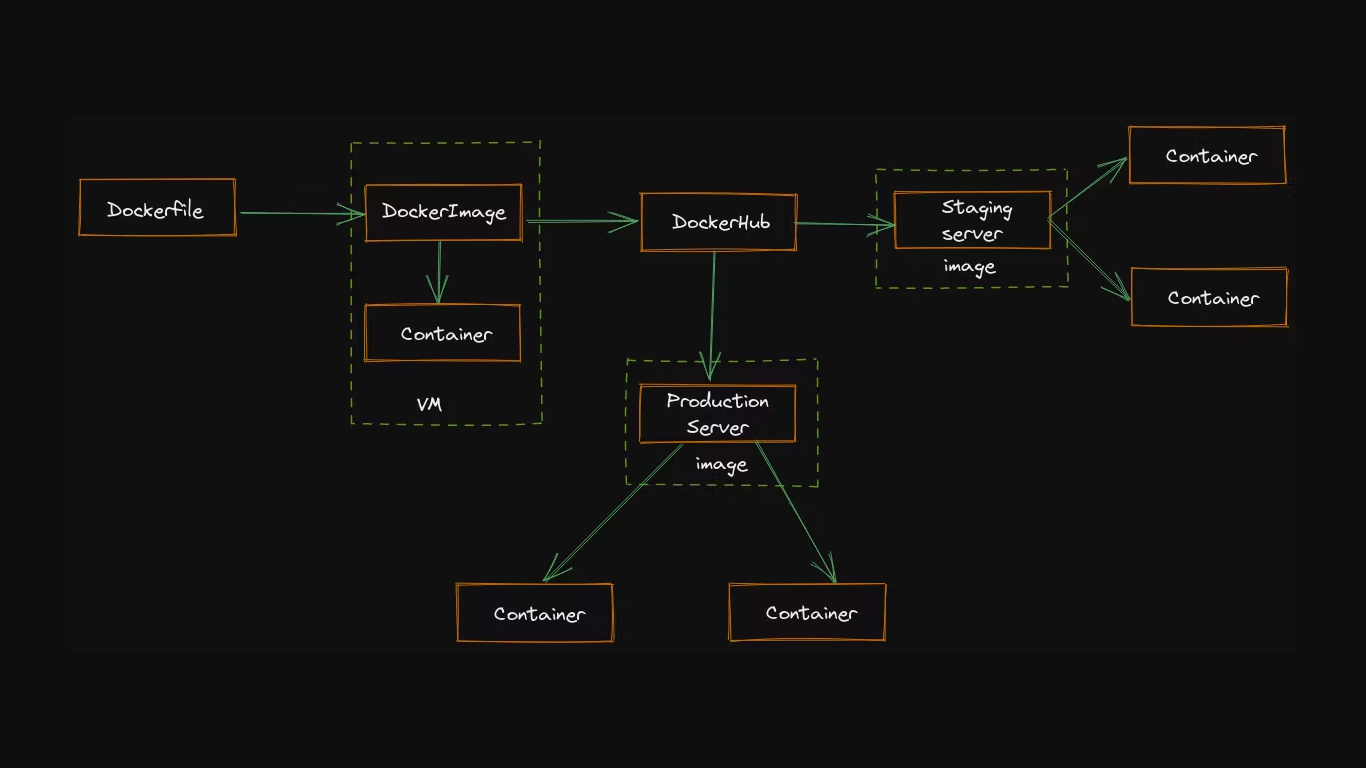 Dockerfile
DockerImage
Container
VM
DockerHub
Staging
server
image
Container
Container
Production
Server
image
Container
Container